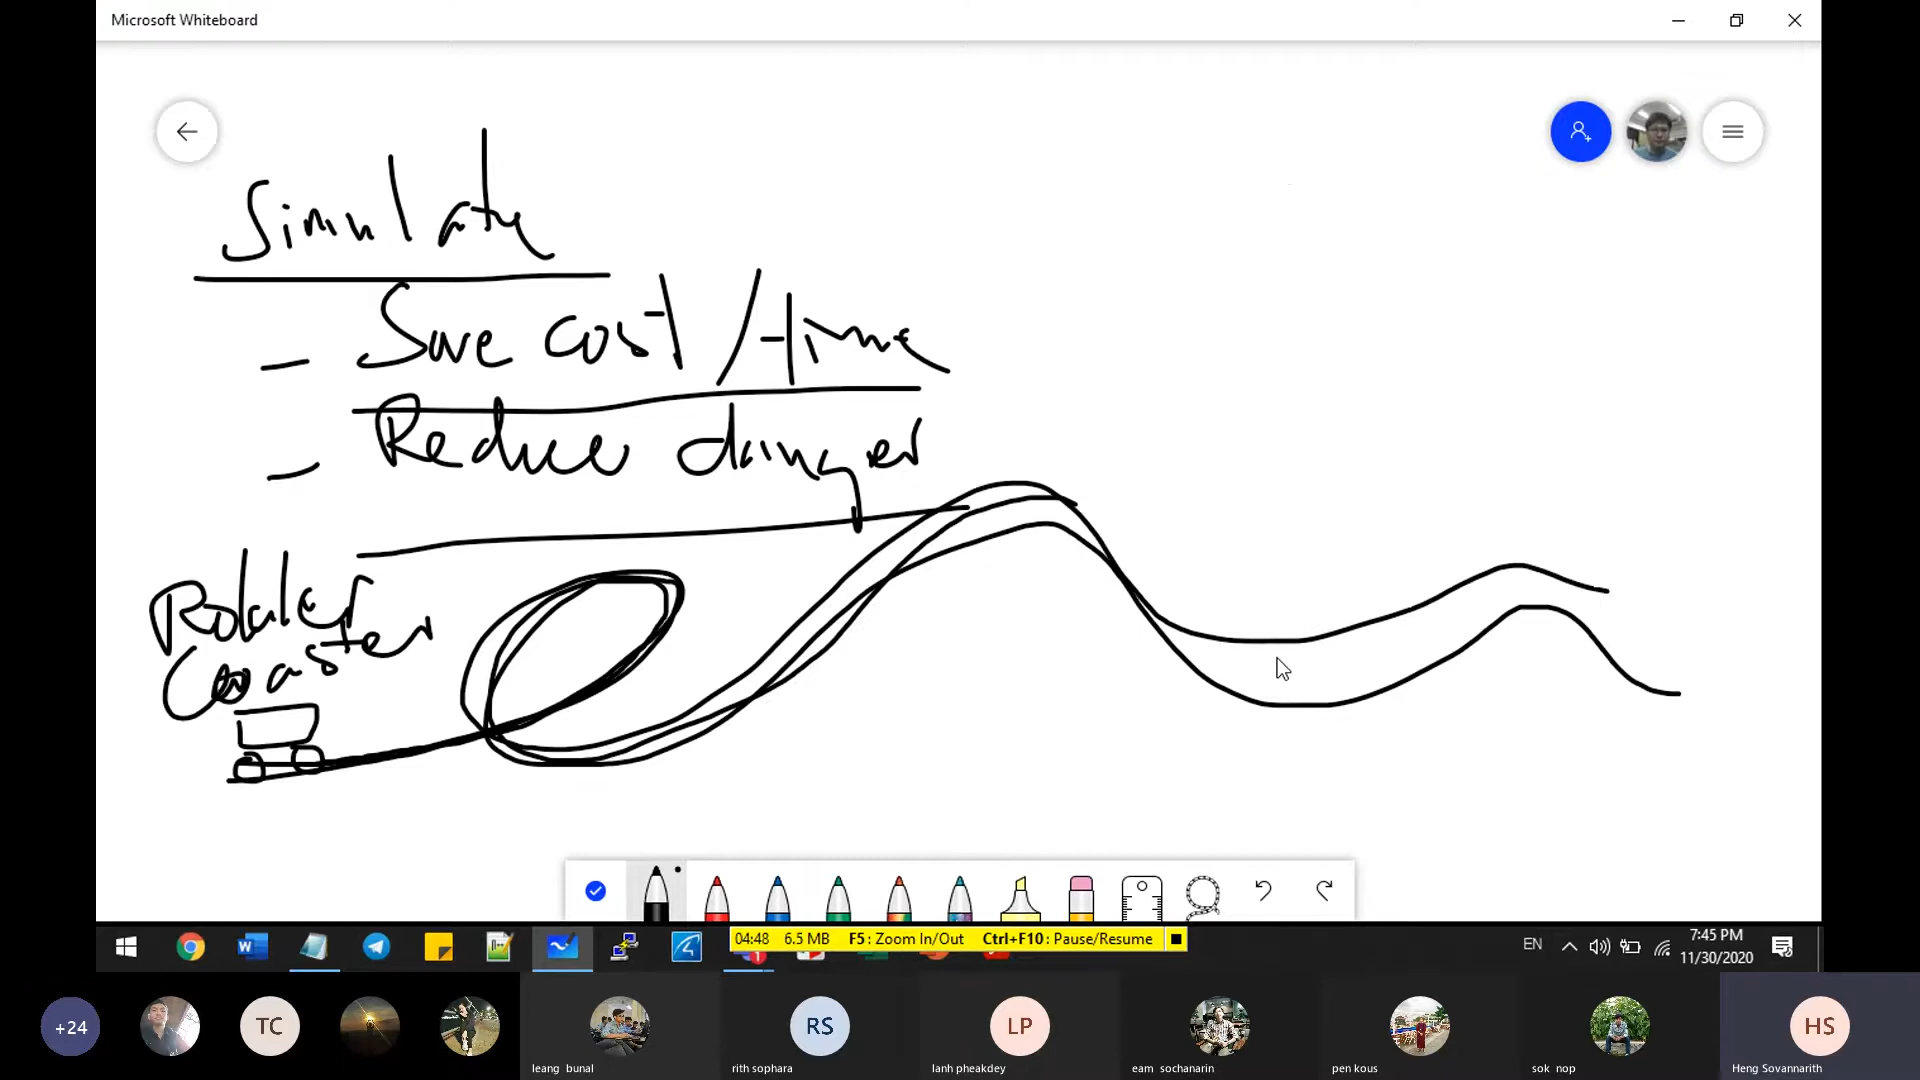 Microsoft Whiteboard
Simulate
- Save cost / time
- Reduce danger
Rolaler
Coaster
04:48 6.5 MB F5: Zoom In/Out Ctrl+F10: Pause/Resume
EN
7:45 PM
11/30/2020
+24
TC
RS
LP
HS
leang bunal
rith sophara
lanh pheakdey
eam sochanarin
pen kous
sok nop
Heng Sovannarith